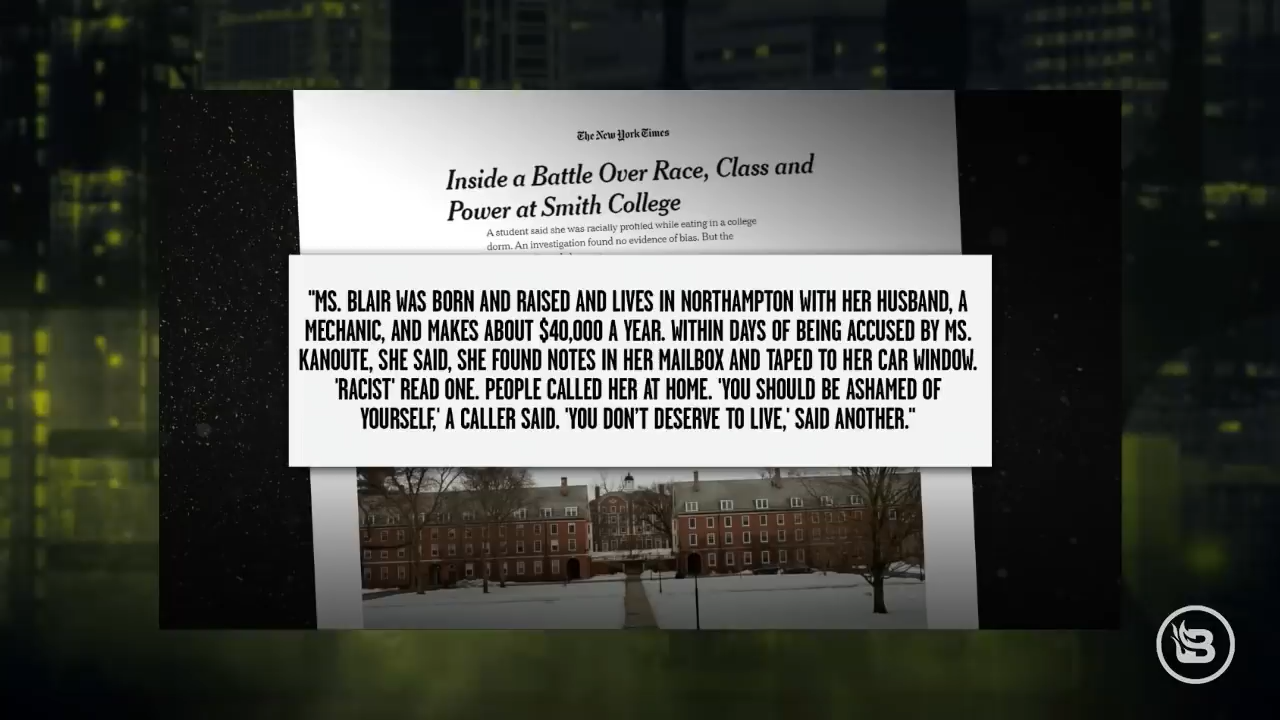 The New York Times
Inside a Battle Over Race, Class and
Power at Smith College
A student said she was racially profiled while eating in a college
dorm. An investigation found no evidence of bias. But the
"MS. BLAIR WAS BORN AND RAISED AND LIVES IN NORTHAMPTON WITH HER HUSBAND, A
MECHANIC, AND MAKES ABOUT $40,000 A YEAR. WITHIN DAYS OF BEING ACCUSED BY MS.
KANOUTE, SHE SAID, SHE FOUND NOTES IN HER MAILBOX AND TAPED TO HER CAR WINDOW.
'RACIST' READ ONE. PEOPLE CALLED HER AT HOME. 'YOU SHOULD BE ASHAMED OF
YOURSELF,' A CALLER SAID. 'YOU DON'T DESERVE TO LIVE,' SAID ANOTHER."
B